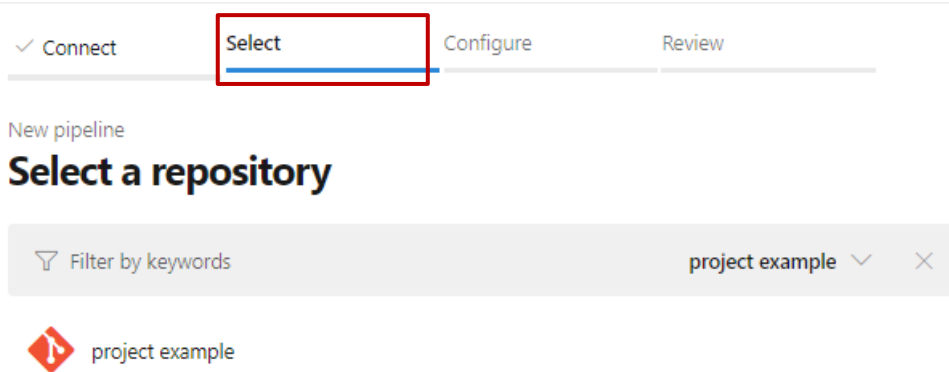 Connect Select Configure Review
New pipeline
Select a repository
Filter by keywords project example
project example